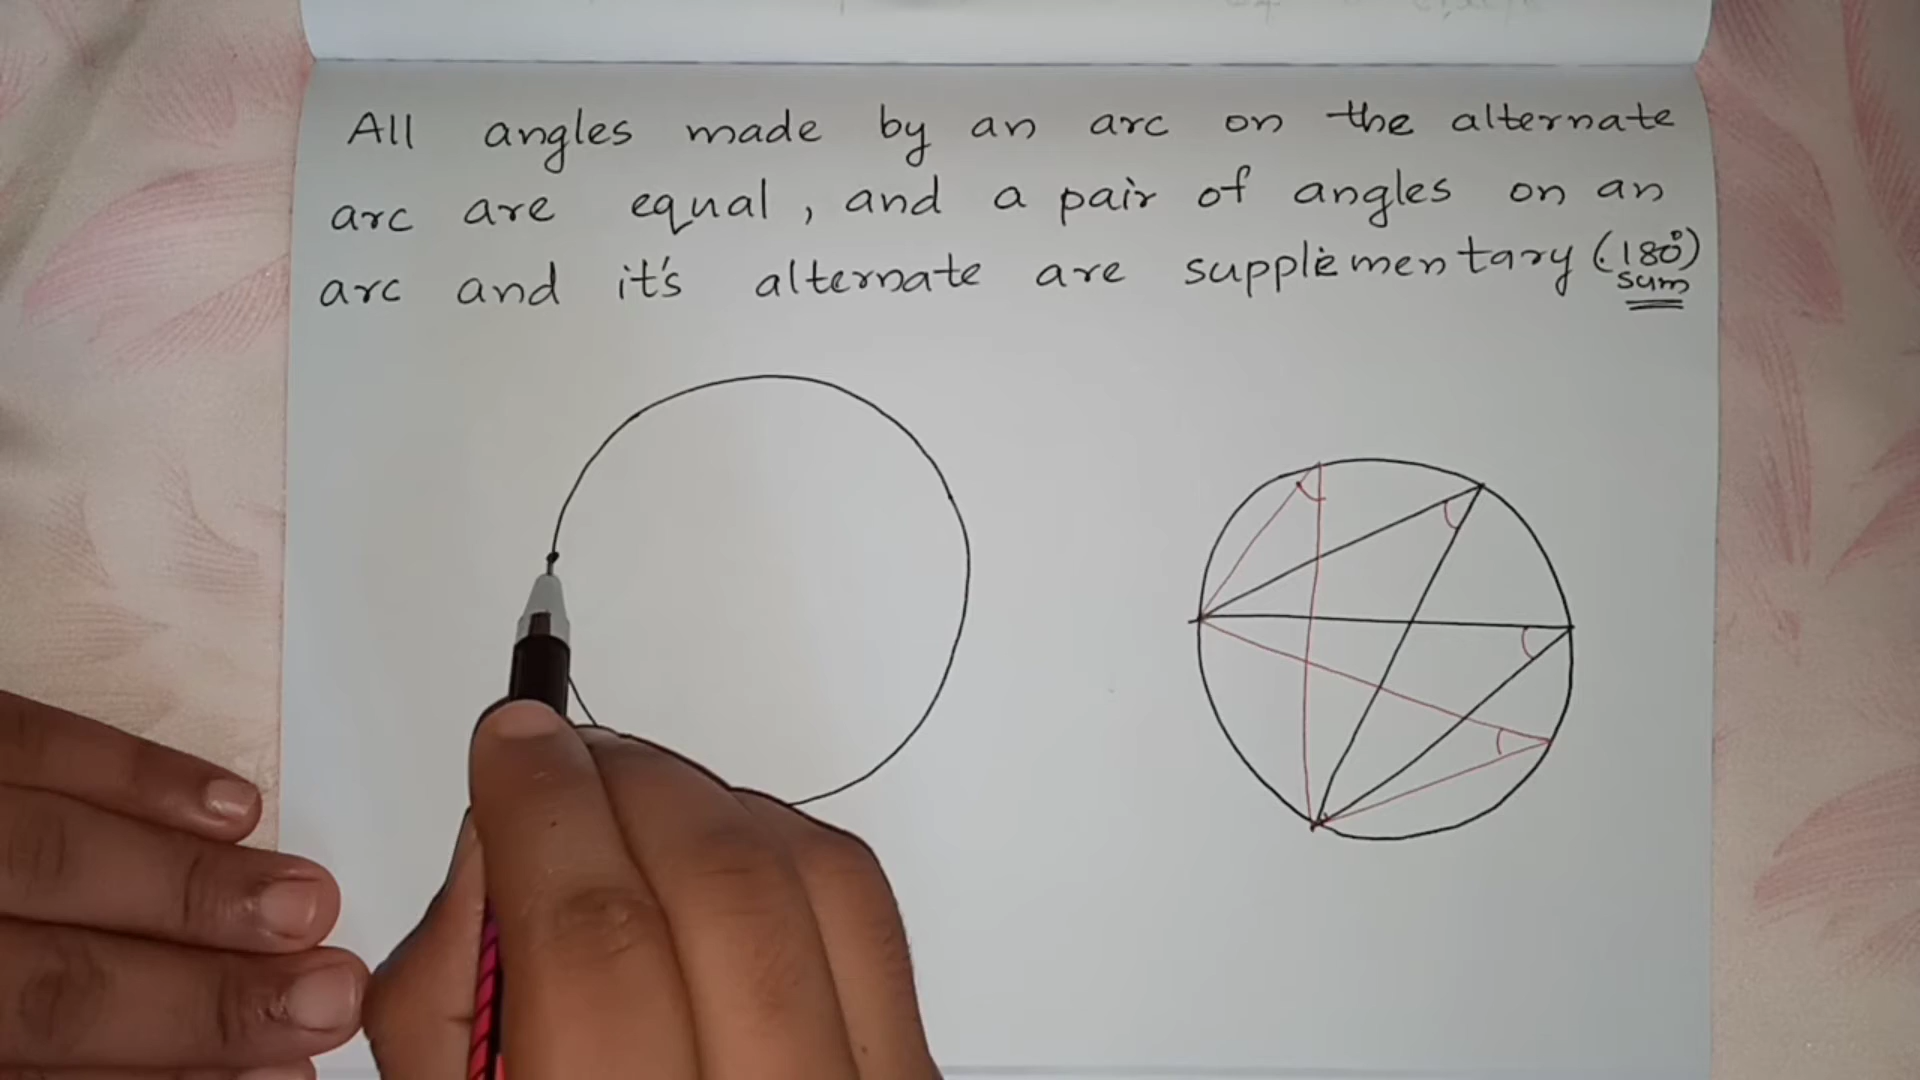 All angles made by an arc on the alternate
arc are equal, and a pair of angles on an
arc and it's alternate are supplementary (180°)
sum